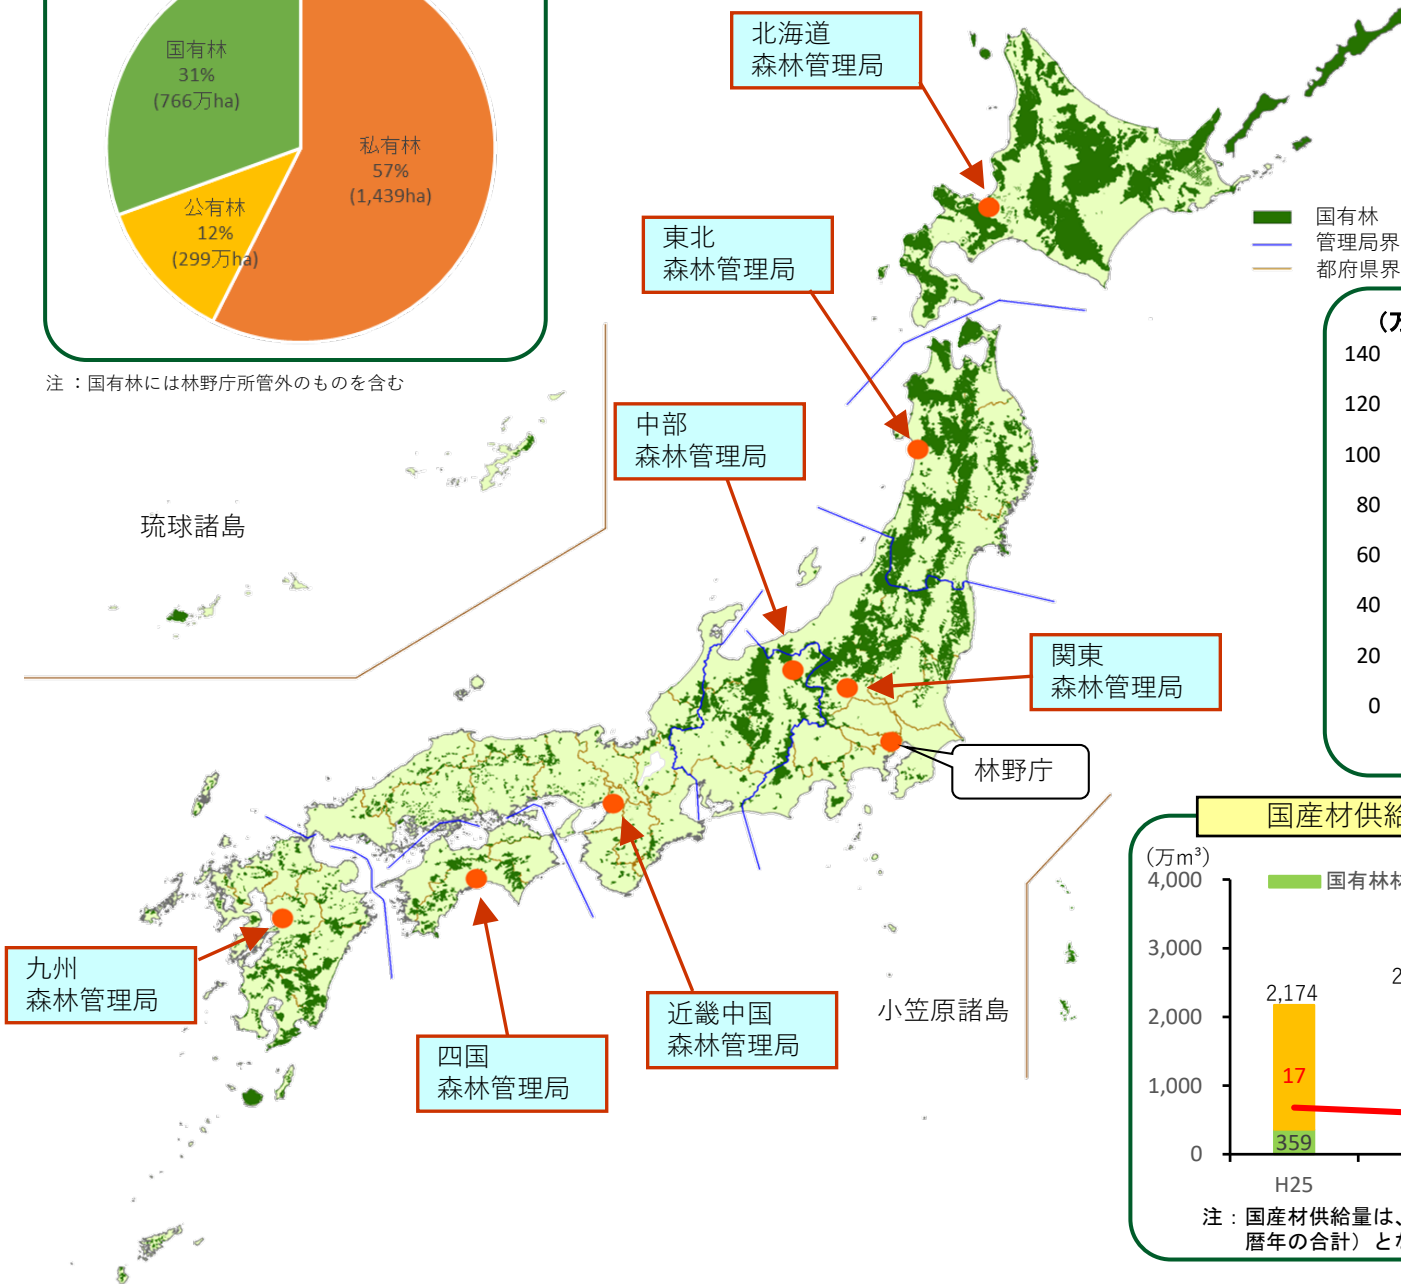 国有林
31%
(766万ha)
私有林
57%
(1,439ha)
公有林
12%
(299万ha)
注 ：国有林には林野庁所管外のものを含む
北海道
森林管理局
東北
森林管理局
中部
森林管理局
関東
森林管理局
林野庁
近畿中国
森林管理局
四国
森林管理局
九州
森林管理局
琉球諸島
小笠原諸島
国有林
管理局界
都府県界
140
120
100
80
60
40
20
0
国産材供給
(万m³)
国有林材
4,000
3,000
2,000
1,000
0
2,174
17
359
2
H25
注：国産材供給量は、
暦年の合計）とな